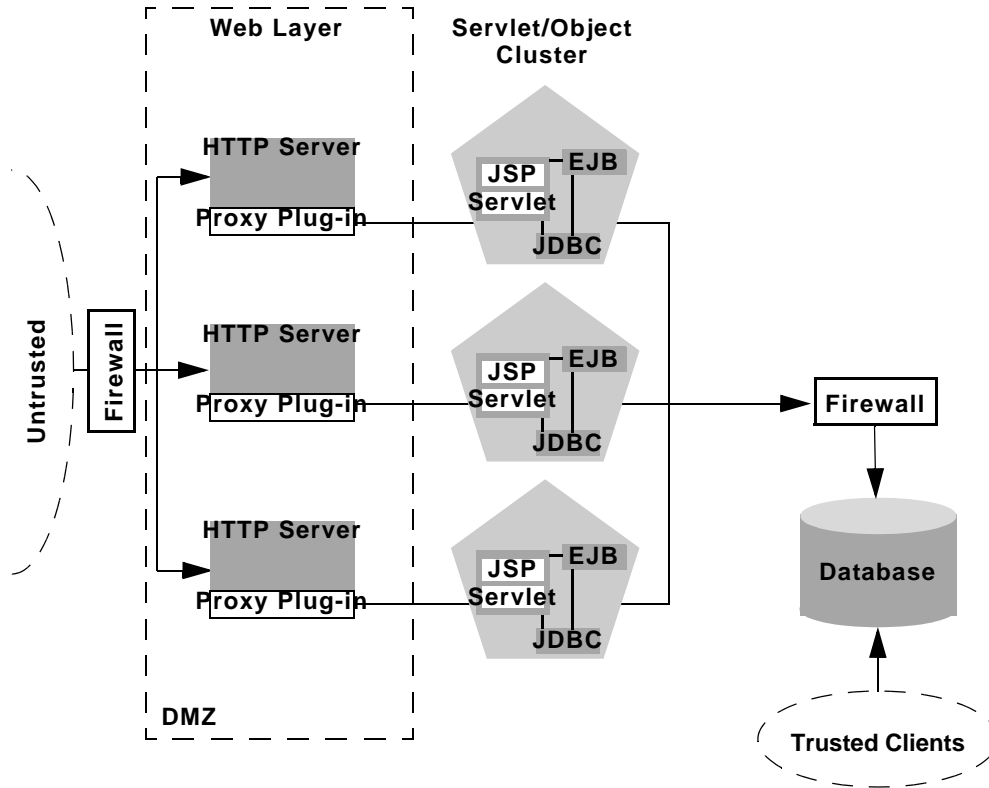 Web Layer
Servlet/Object
Cluster
HTTP Server
Proxy Plug-in
JSP
Servlet
EJB
JDBC
Untrusted
Firewall
HTTP Server
Proxy Plug-in
JSP
Servlet
EJB
JDBC
Firewall
HTTP Server
Proxy Plug-in
JSP
Servlet
EJB
JDBC
Database
DMZ
Trusted Clients